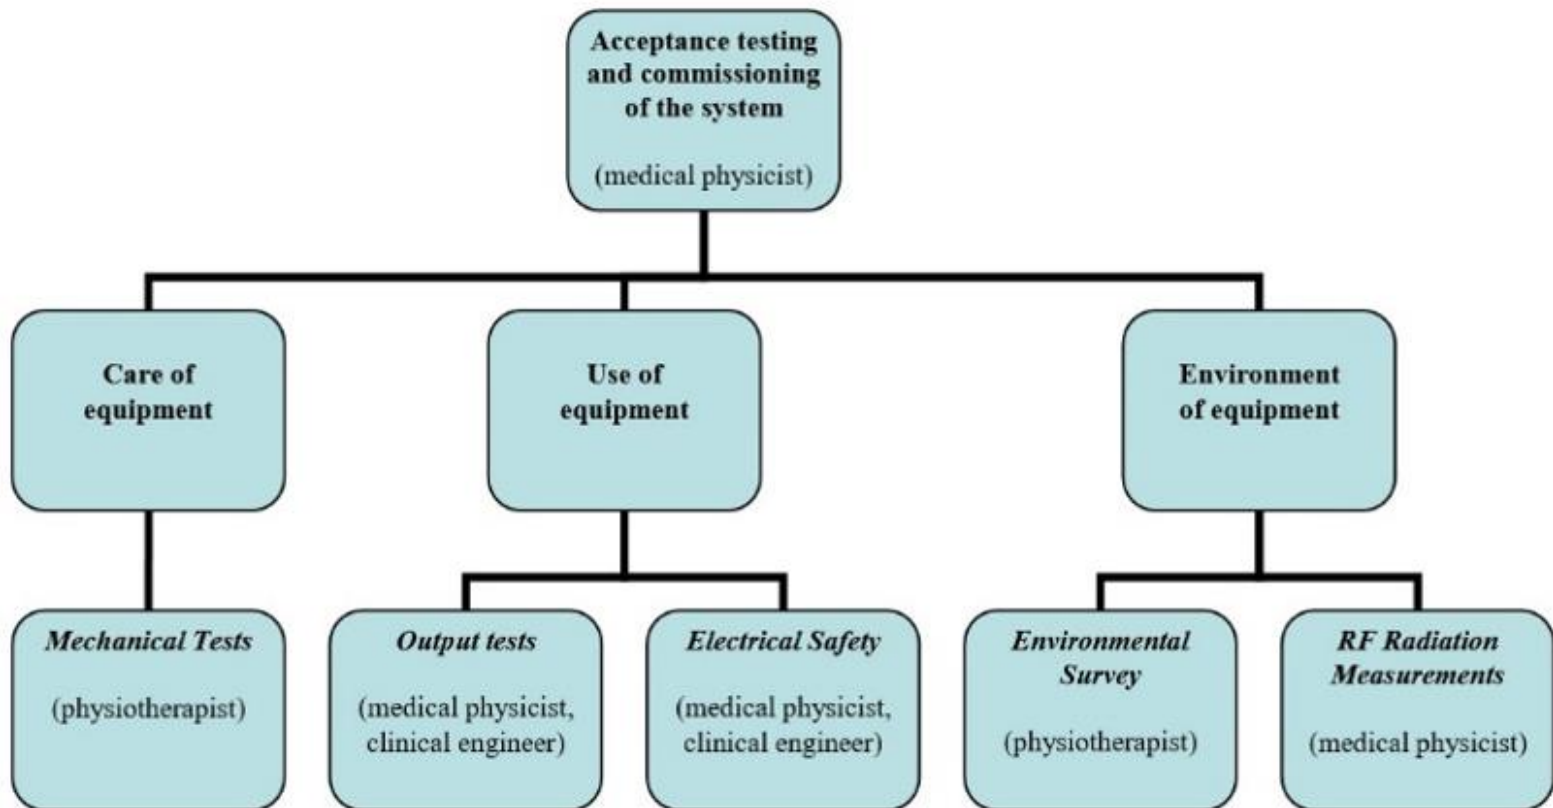 Acceptance testing
and commissioning
of the system
(medical physicist)
Care of
equipment
Use of
equipment
Environment
of equipment
Mechanical Tests
(physiotherapist)
Output tests
(medical physicist,
clinical engineer)
Electrical Safety
(medical physicist,
clinical engineer)
Environmental
Survey
(physiotherapist)
RF Radiation
Measurements
(medical physicist)